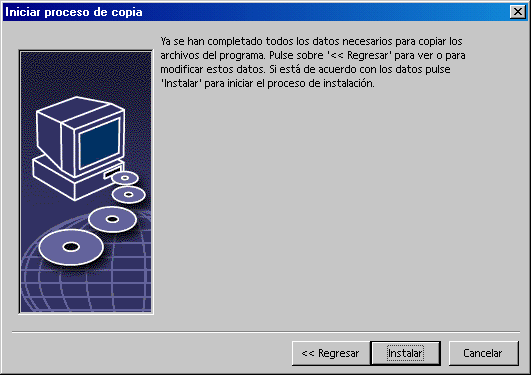 Iniciar proceso de copia
Ya se han completado todos los datos necesarios para copiar los
archivos del programa. Pulse sobre '<< Regresar' para ver o para
modificar estos datos. Si está de acuerdo con los datos pulse
'Instalar' para iniciar el proceso de instalación.
<< Regresar
Instalar
Cancelar